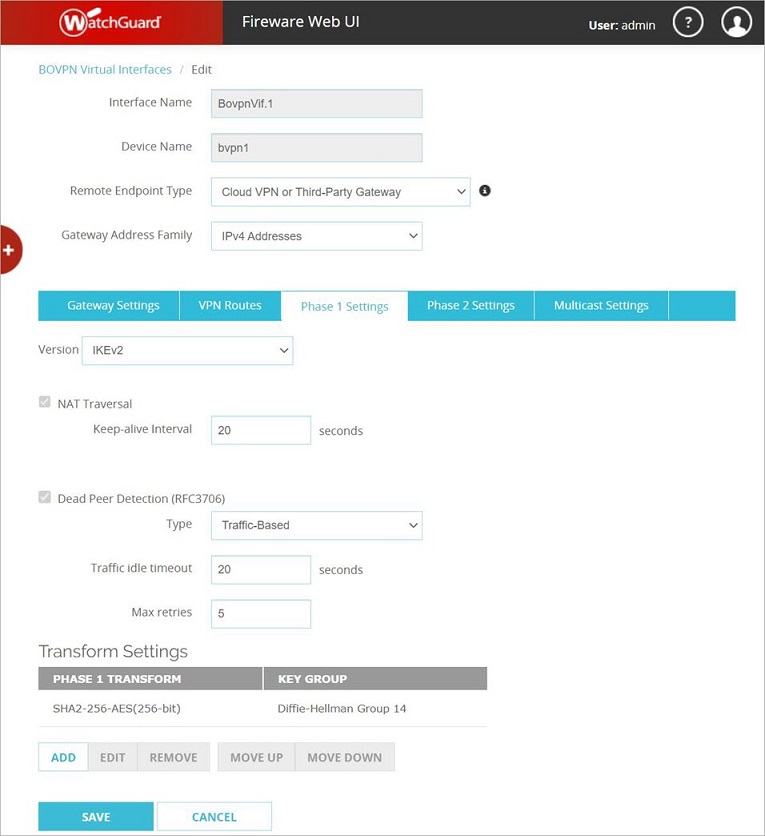 WatchGuard Fireware Web UI User: admin ?
BOVPN Virtual Interfaces / Edit
Interface Name BovpnVif.1
Device Name bvpn1
Remote Endpoint Type Cloud VPN or Third-Party Gateway i
Gateway Address Family IPv4 Addresses
+
Gateway Settings VPN Routes Phase 1 Settings Phase 2 Settings Multicast Settings
Version IKEv2
NAT Traversal
Keep-alive Interval 20 seconds
Dead Peer Detection (RFC3706)
Type Traffic-Based
Traffic idle timeout 20 seconds
Max retries 5
Transform Settings
PHASE 1 TRANSFORM KEY GROUP
SHA2-256-AES(256-bit) Diffie-Hellman Group 14
ADD EDIT REMOVE MOVE UP MOVE DOWN
SAVE CANCEL